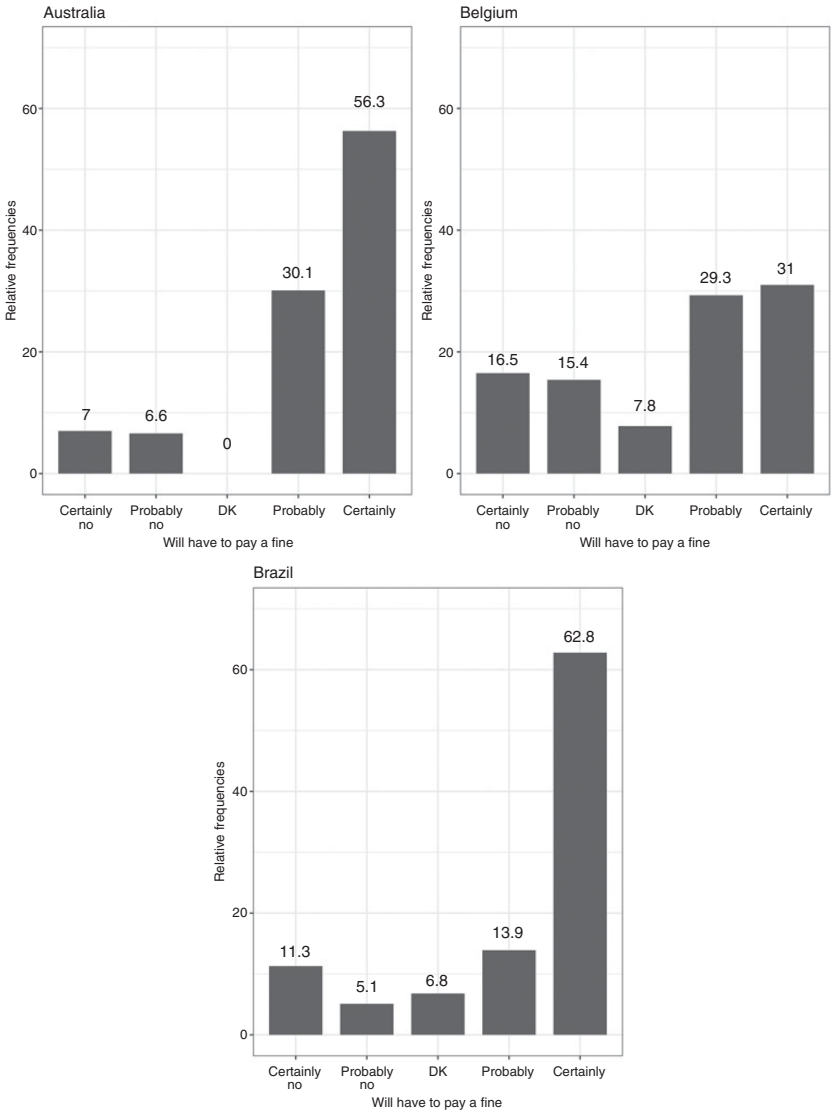 Australia
Relative frequencies
60
40
20
0
7
6.6
0
30.1
56.3
Certainly no
Probably no
DK
Probably
Certainly
Will have to pay a fine
Belgium
Relative frequencies
60
40
20
0
16.5
15.4
7.8
29.3
31
Certainly no
Probably no
DK
Probably
Certainly
Will have to pay a fine
Brazil
Relative frequencies
60
40
20
0
11.3
5.1
6.8
13.9
62.8
Certainly no
Probably no
DK
Probably
Certainly
Will have to pay a fine